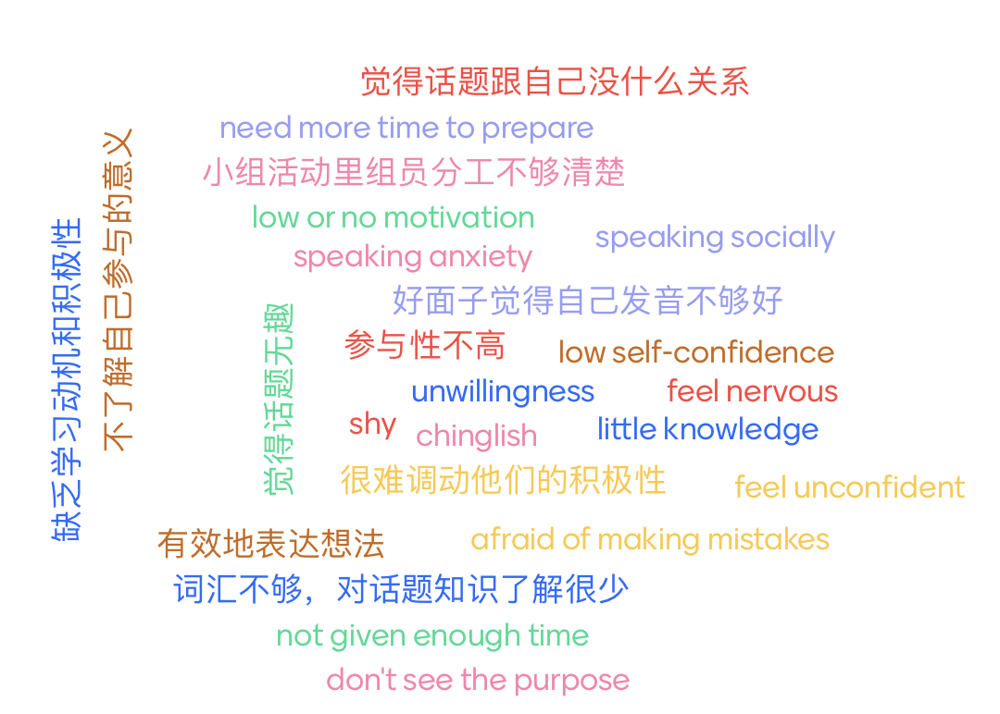 觉得话题跟自己没什么关系
need more time to prepare
小组活动里组员分工不够清楚
low or no motivation
speaking socially
speaking anxiety
好面子觉得自己发音不够好
参与性不高
low self-confidence
unwillingness
feel nervous
shy
chinglish
little knowledge
很难调动他们的积极性
feel unconfident
有效地表达想法
afraid of making mistakes
词汇不够，对话题知识了解很少
not given enough time
don't see the purpose
缺乏学习动机和积极性
不了解自己参与的意义
觉得话题无趣